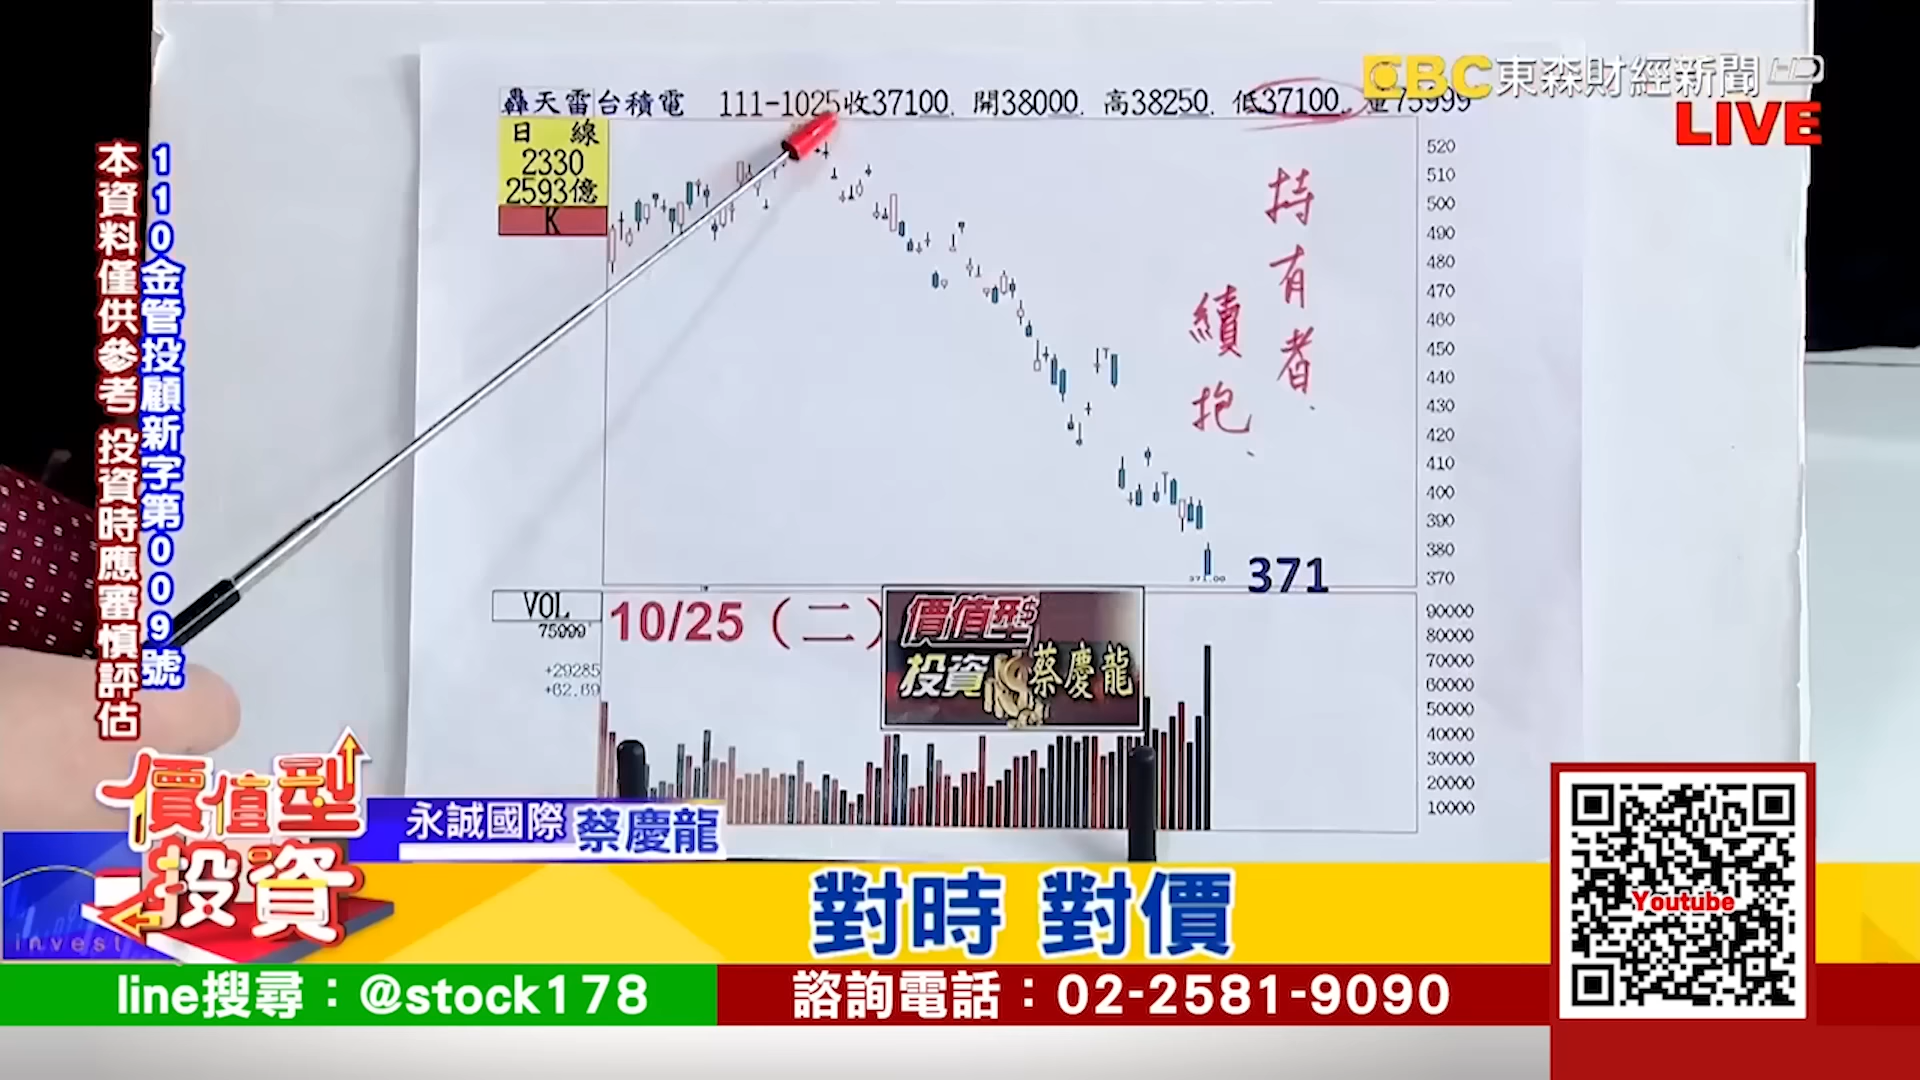 EBC東森財經新聞HD
LIVE
轟天雷台積電 111-1025收37100. 開38000. 高38250. 低37100. 量75999
日 線
2330
2593億
K
520
510
500
490
480
470
460
450
440
430
420
410
400
390
380
370
持有者、
續抱、
371.00
371
VOL
75999
+29285
+62.69
10/25（二）
90000
80000
70000
60000
50000
40000
30000
20000
10000
價值型$
投資
蔡慶龍
110金管投顧新字第009號
本資料僅供參考 投資時應審慎評估
價值型
投資
invest
永誠國際 蔡慶龍
對時 對價
Youtube
line搜尋：@stock178
諮詢電話：02-2581-9090